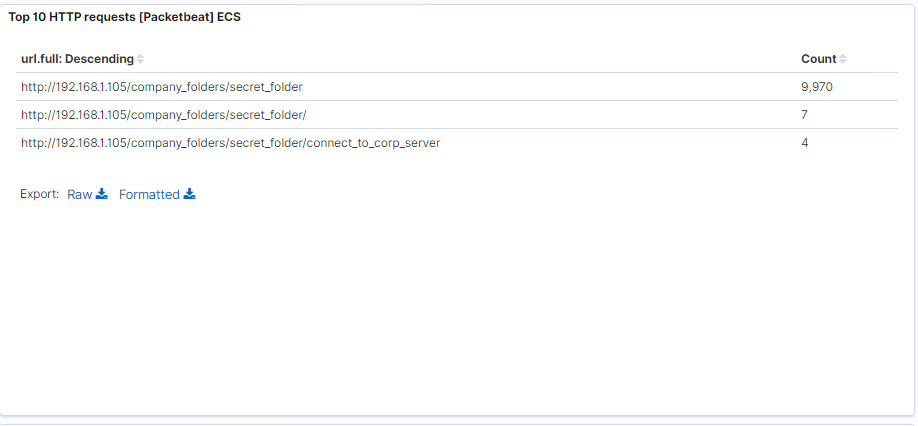 Top 10 HTTP requests [Packetbeat] ECS
url.full: Descending Count
http://192.168.1.105/company_folders/secret_folder 9,970
http://192.168.1.105/company_folders/secret_folder/ 7
http://192.168.1.105/company_folders/secret_folder/connect_to_corp_server 4
Export: Raw Formatted